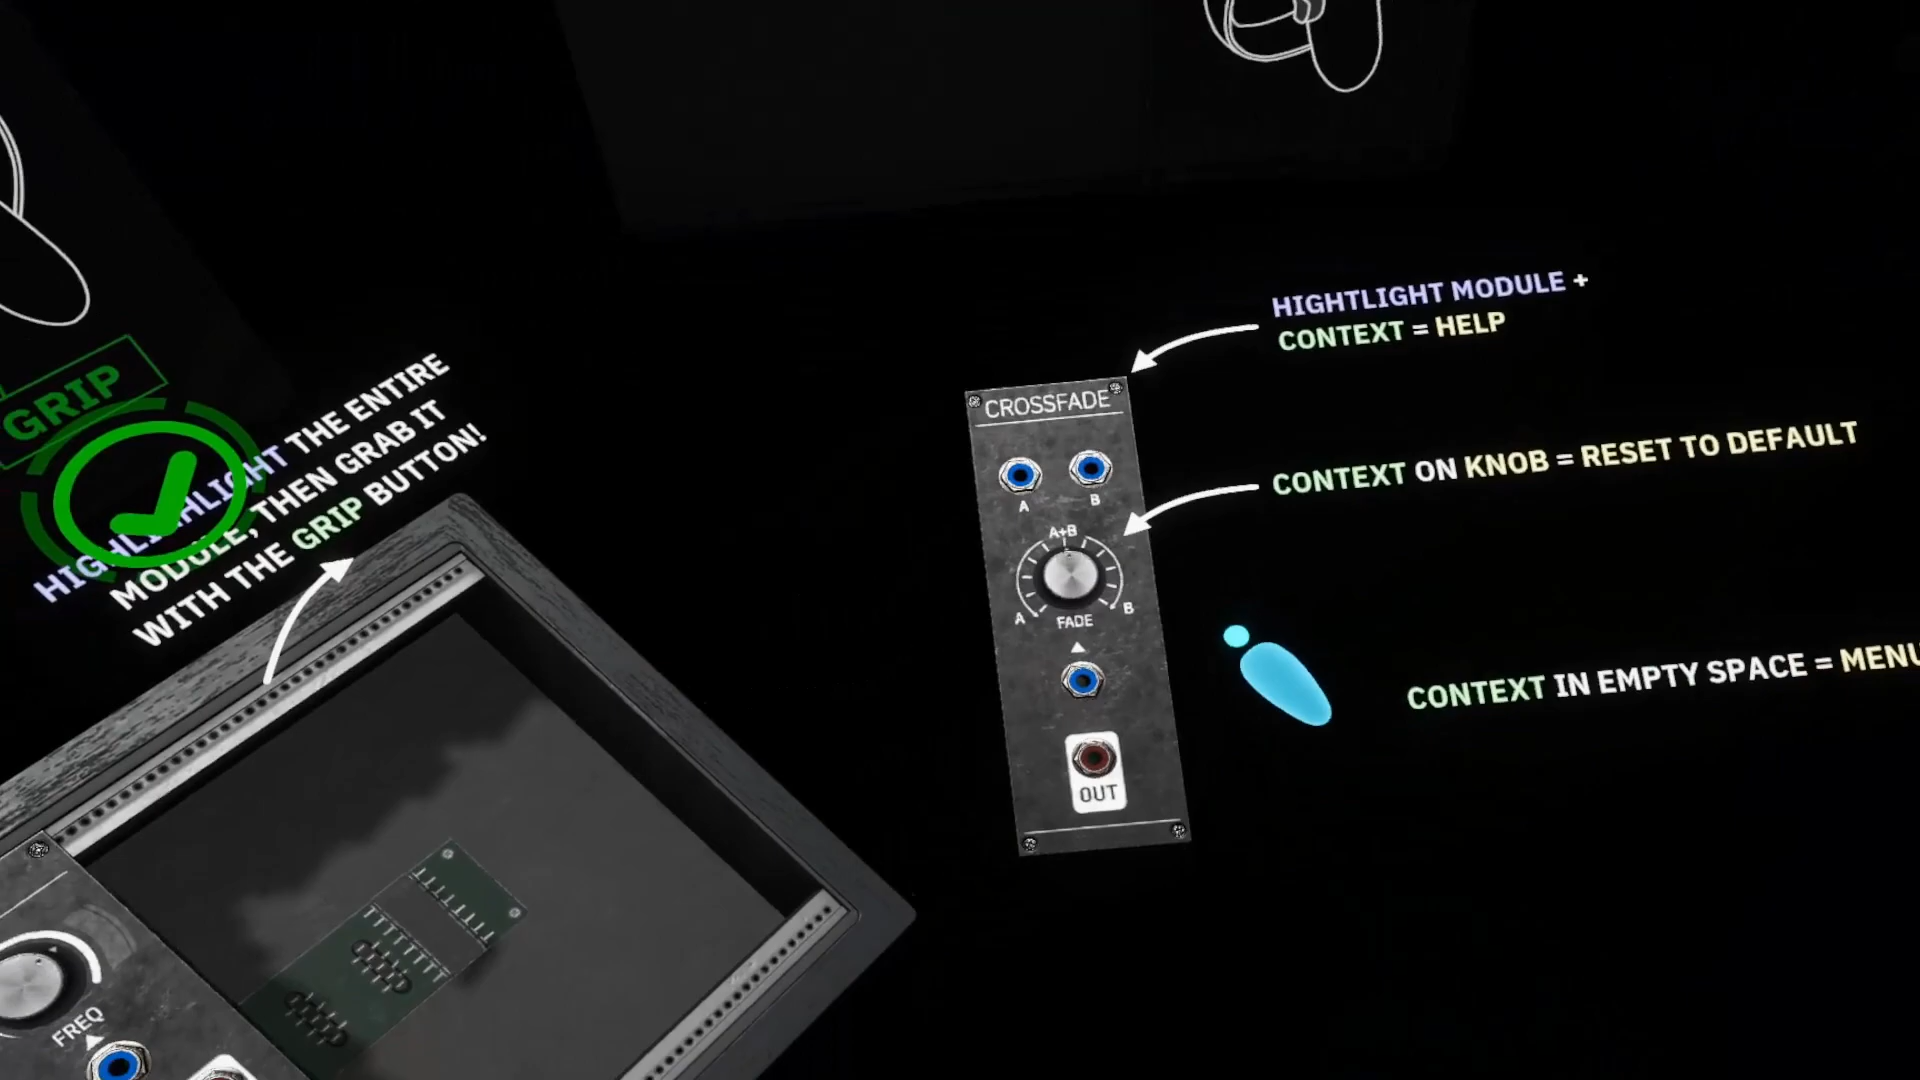 GRIP
HIGHLIGHT THE ENTIRE
MODULE, THEN GRAB IT
WITH THE GRIP BUTTON!
HIGHTLIGHT MODULE +
CONTEXT = HELP
CROSSFADE
A
B
CONTEXT ON KNOB = RESET TO DEFAULT
A+B
A
B
FADE
CONTEXT IN EMPTY SPACE = MENU
OUT
FREQ